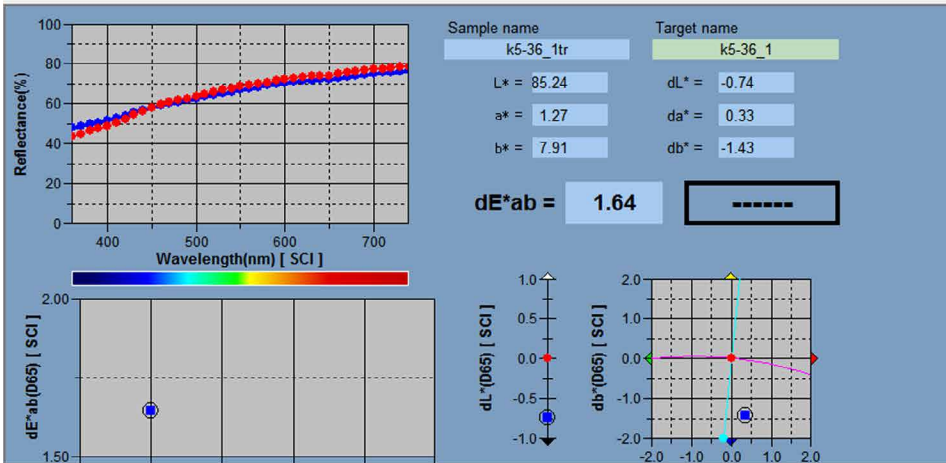 Sample name
Target name
k5-36_1tr
k5-36_1
L* = 85.24
dL* = -0.74
a* = 1.27
da* = 0.33
b* = 7.91
db* = -1.43
dE*ab = 1.64
------
Reflectance(%)
100
80
60
40
20
0
400 500 600 700
Wavelength(nm) [ SCI ]
dE*ab(D65) [ SCI ]
2.00
1.50
dL*(D65) [ SCI ]
1.0
0.5
0.0
-0.5
-1.0
db*(D65) [ SCI ]
2.0
1.0
0.0
-1.0
-2.0
-2.0 -1.0 0.0 1.0 2.0